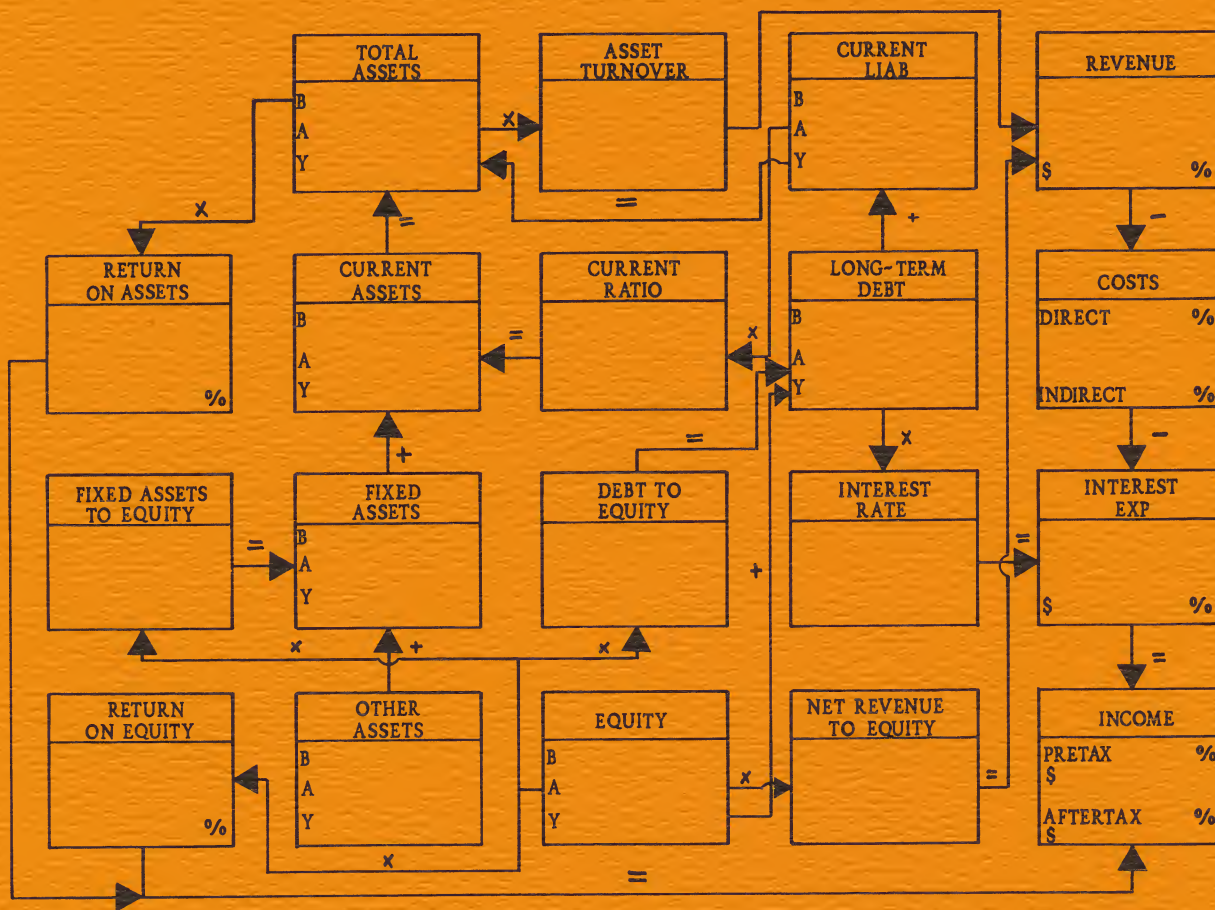 TOTAL
ASSETS
B
A
Y
x
ASSET
TURNOVER
CURRENT
LIAB
B
A
Y
REVENUE
$ %
x
=
=
+
-
RETURN
ON ASSETS
%
CURRENT
ASSETS
B
A
Y
=
CURRENT
RATIO
x
LONG-TERM
DEBT
B
A
Y
COSTS
DIRECT %
INDIRECT %
+
=
x
-
FIXED ASSETS
TO EQUITY
=
FIXED
ASSETS
B
A
Y
DEBT TO
EQUITY
+
INTEREST
RATE
=
INTEREST
EXP
$ %
x
+
x
=
RETURN
ON EQUITY
%
OTHER
ASSETS
B
A
Y
EQUITY
B
A
Y
x
NET REVENUE
TO EQUITY
=
INCOME
PRETAX %
$
AFTERTAX %
$
x
=